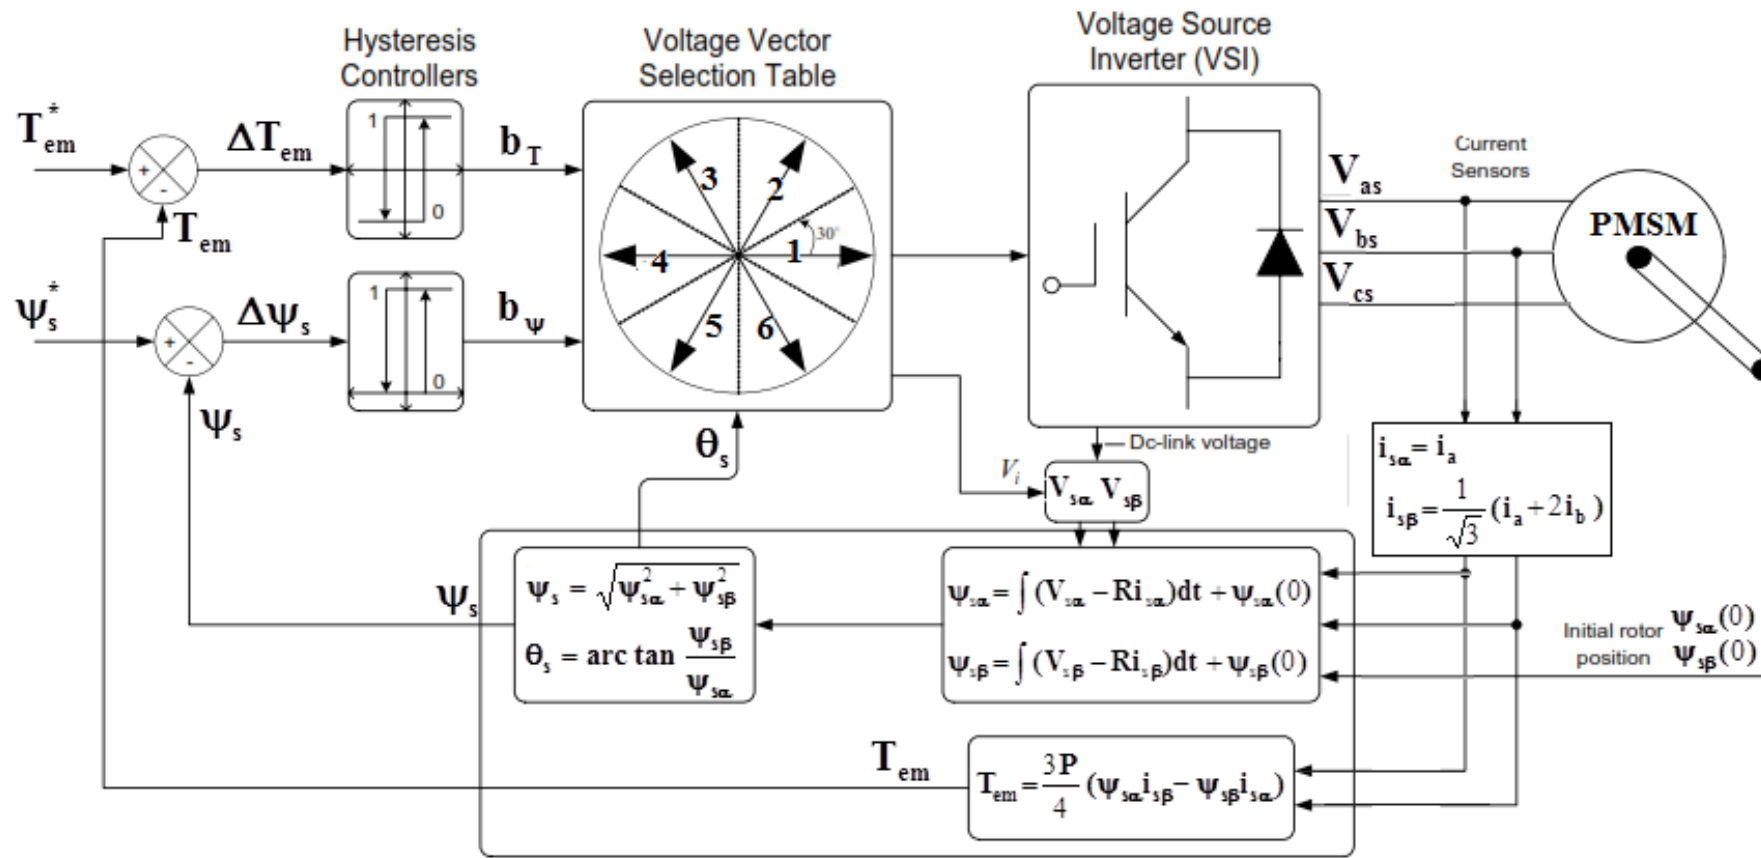 Hysteresis
Controllers
Voltage Vector
Selection Table
Voltage Source
Inverter (VSI)
T*em
+
-
ΔTem
1
0
bT
Tem
ψ*s
+
-
Δψs
1
0
bψ
ψs
3
2
4
1
30°
5
6
θs
Vas
Vbs
Vcs
Current
Sensors
PMSM
Dc-link voltage
Vi
Vsα Vsβ
isα = ia
isβ = 1/√3 (ia + 2ib)
ψs
ψs = √(ψ²sα + ψ²sβ)
θs = arc tan ψsβ/ψsα
ψsα = ∫(Vsα – Risα)dt + ψsα(0)
ψsβ = ∫(Vsβ – Risβ)dt + ψsβ(0)
Initial rotor ψsα(0)
position ψsβ(0)
Tem
Tem = 3P/4 (ψsα isβ – ψsβ isα)